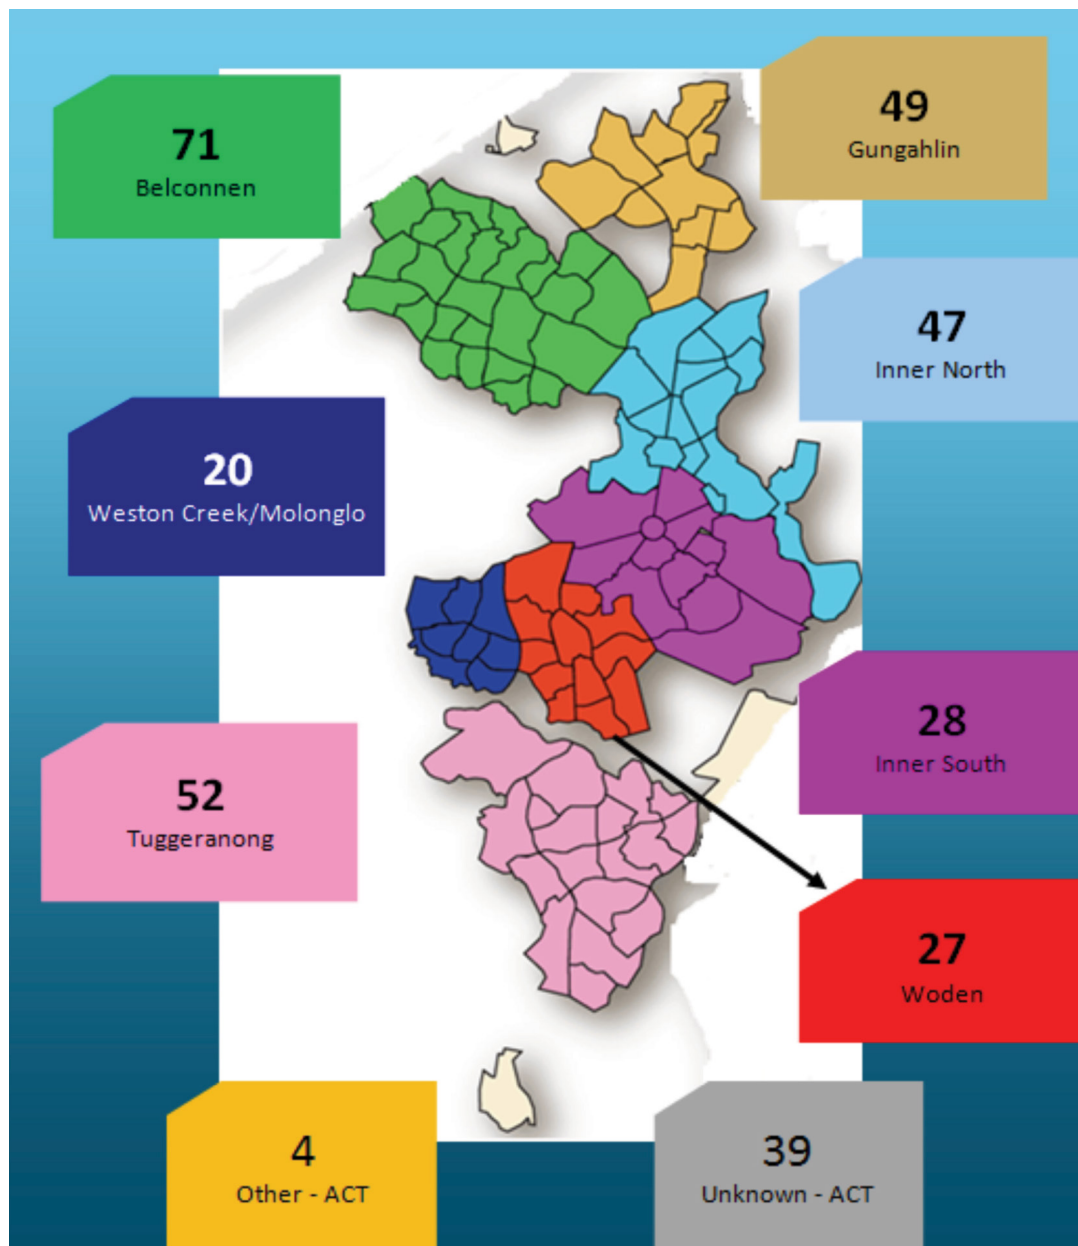 71
Belconnen
49
Gungahlin
47
Inner North
20
Weston Creek/Molonglo
28
Inner South
52
Tuggeranong
27
Woden
4
Other - ACT
39
Unknown - ACT